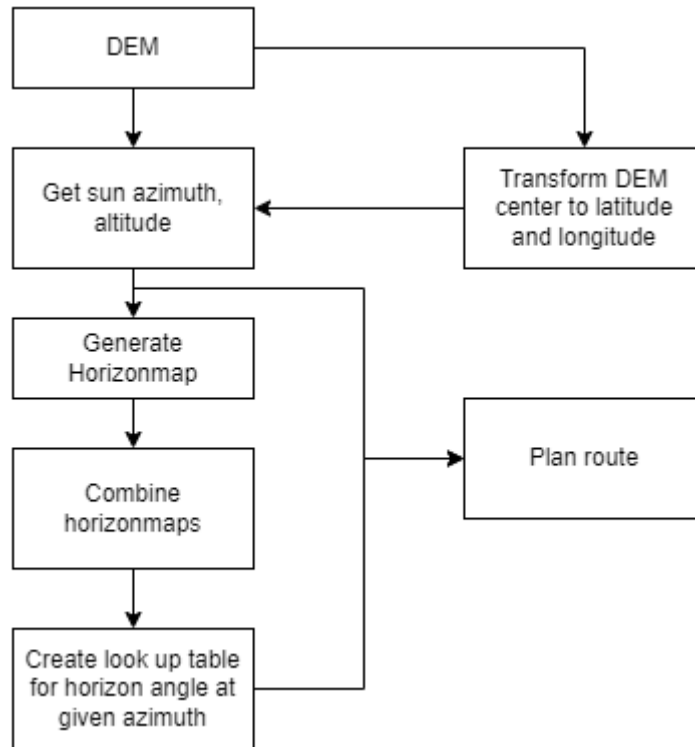 DEM
Get sun azimuth,
altitude
Transform DEM
center to latitude
and longitude
Generate
Horizonmap
Combine
horizonmaps
Plan route
Create look up table
for horizon angle at
given azimuth